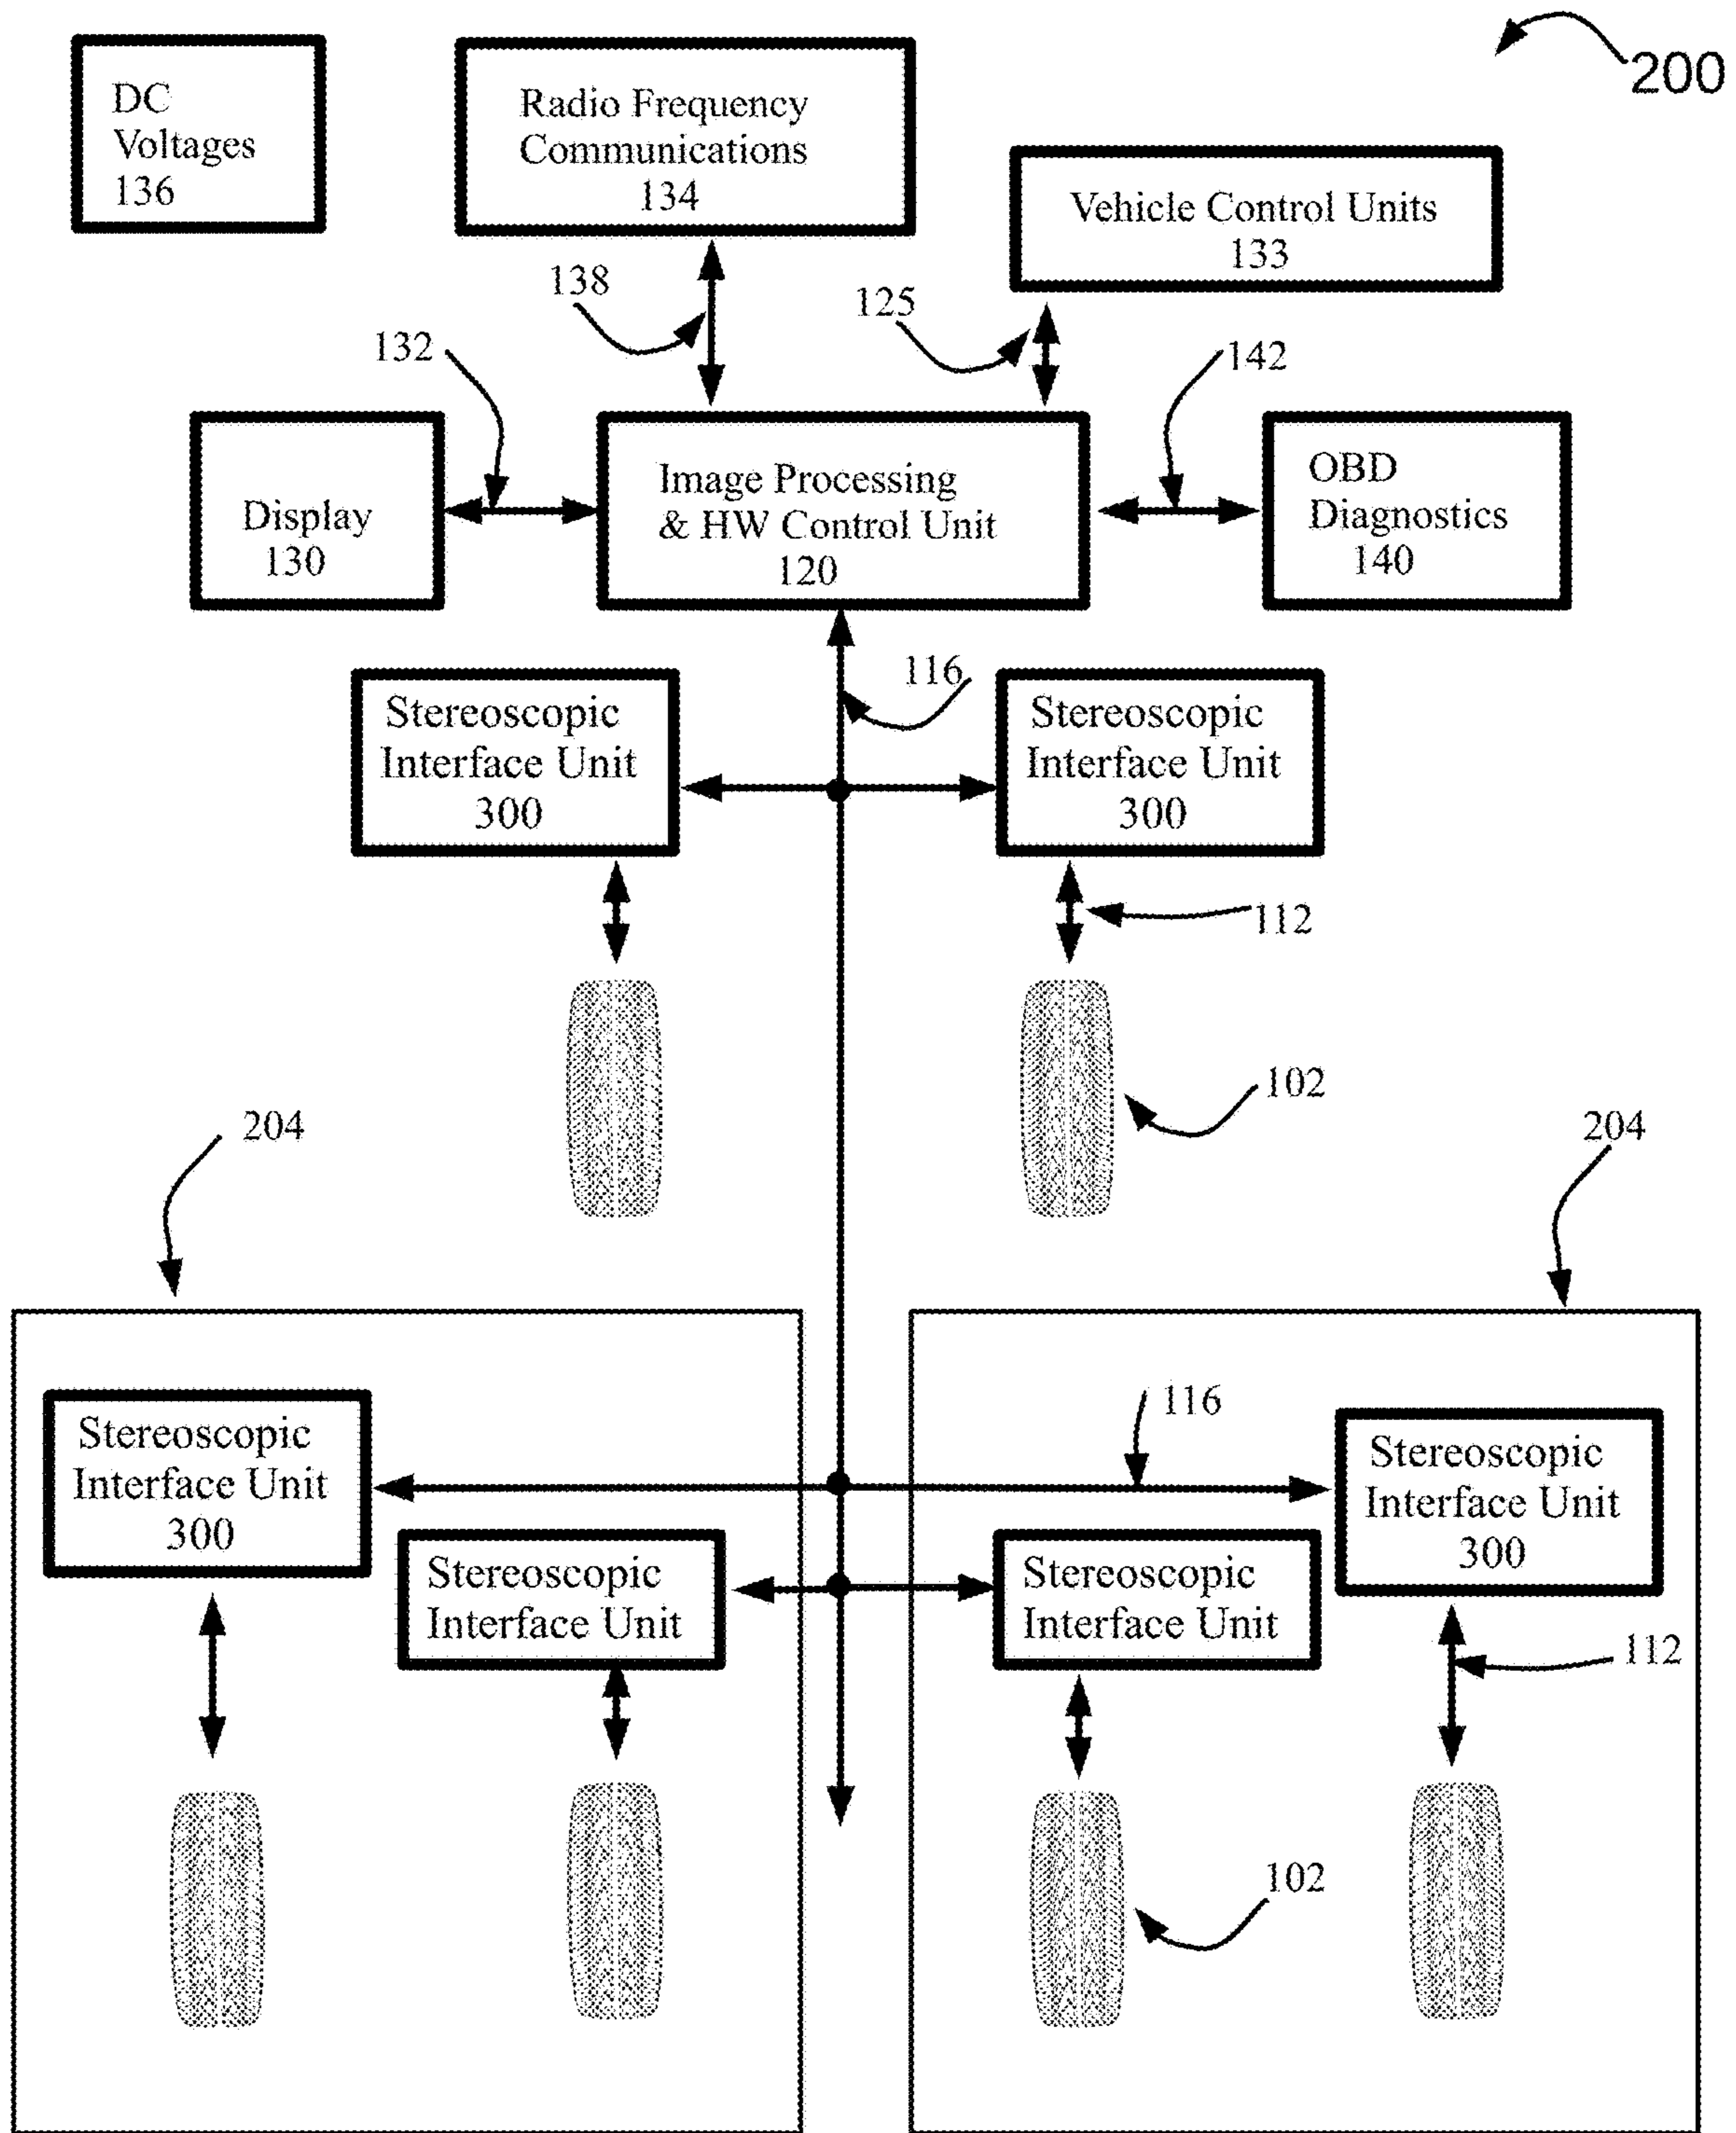 200
DC
Voltages
136
Radio Frequency
Communications
134
Vehicle Control Units
133
138
125
132
142
Display
130
Image Processing
& HW Control Unit
120
OBD
Diagnostics
140
116
Stereoscopic
Interface Unit
300
Stereoscopic
Interface Unit
300
112
102
204
204
Stereoscopic
Interface Unit
300
Stereoscopic
Interface Unit
116
Stereoscopic
Interface Unit
300
Stereoscopic
Interface Unit
112
102